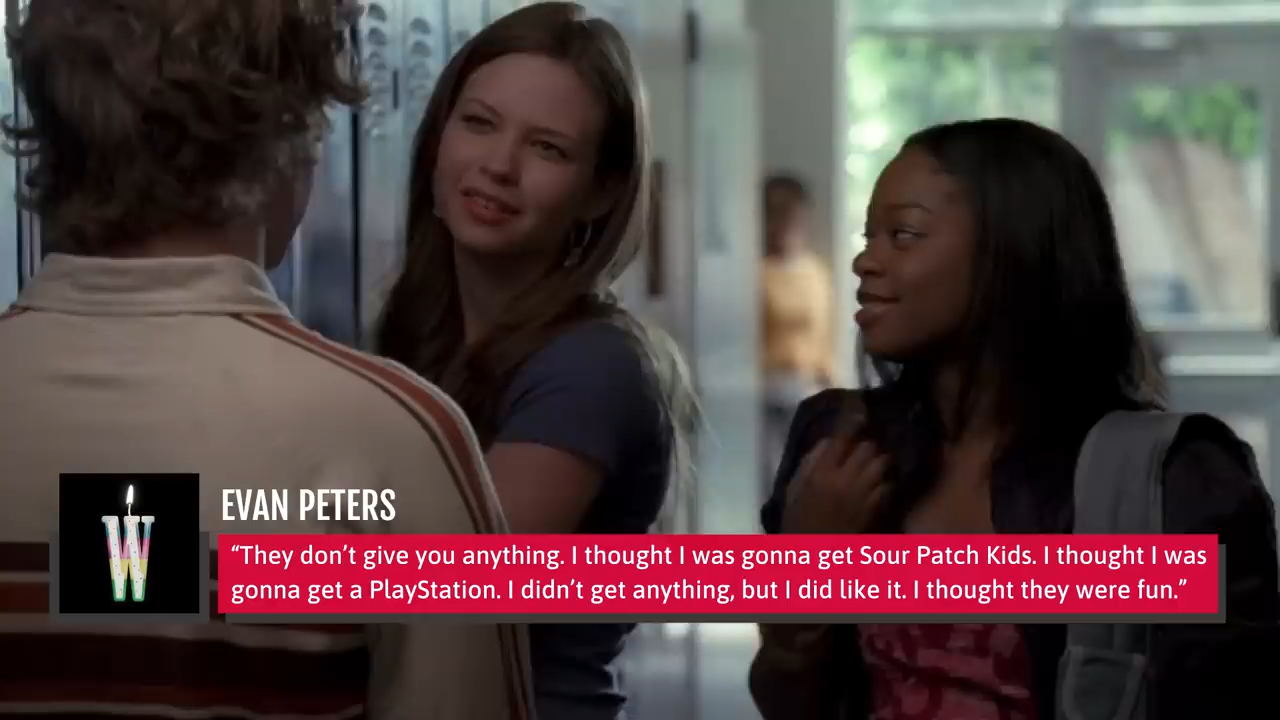 W
EVAN PETERS
“They don’t give you anything. I thought I was gonna get Sour Patch Kids. I thought I was
gonna get a PlayStation. I didn’t get anything, but I did like it. I thought they were fun.”